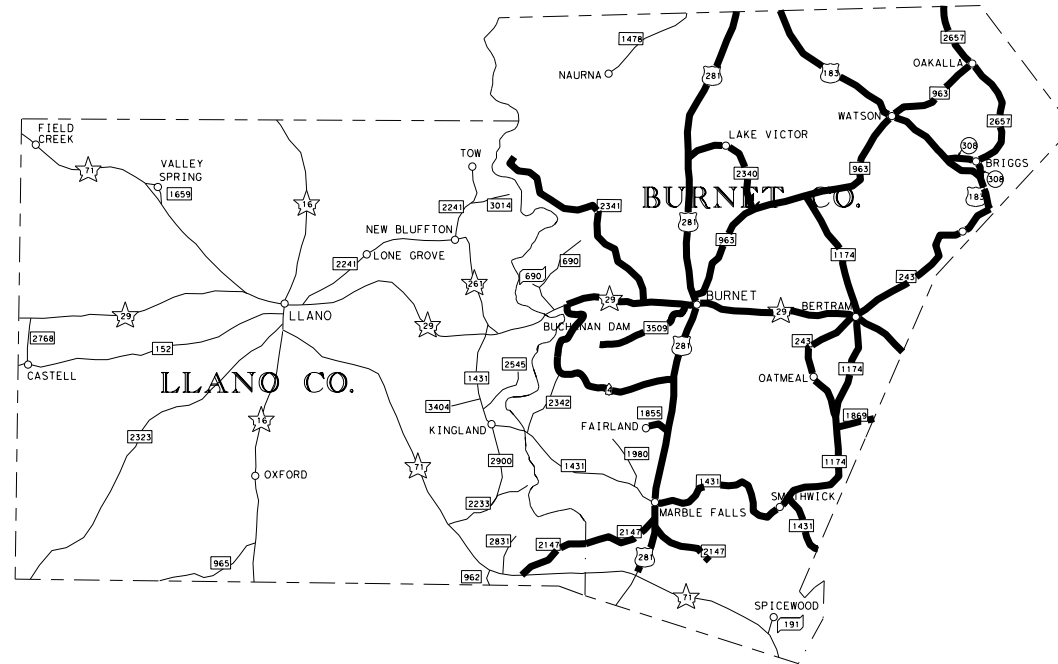 1478
2657
OAKALLA
NAURNA
281
183
963
WATSON
2657
FIELD
CREEK
LAKE VICTOR
308
71
VALLEY
SPRING
TOW
BRIGGS
963
2340
308
1659
183
16
2241
3014
2341
BURNET CO.
281
NEW BLUFFTON
963
LONE GROVE
1174
2241
690
690
261
243
BURNET
29
BERTRAM
29
29
LLANO
29
BUCHANAN DAM
3509
2768
152
281
243
2545
1174
CASTELL
OATMEAL
LLANO CO.
1431
4
2342
3404
1855
1869
16
FAIRLAND
KINGLAND
2323
1980
2900
1431
1174
71
OXFORD
1431
SMITHWICK
2233
MARBLE FALLS
1431
2147
2831
2147
2147
281
965
962
71
SPICEWOOD
191